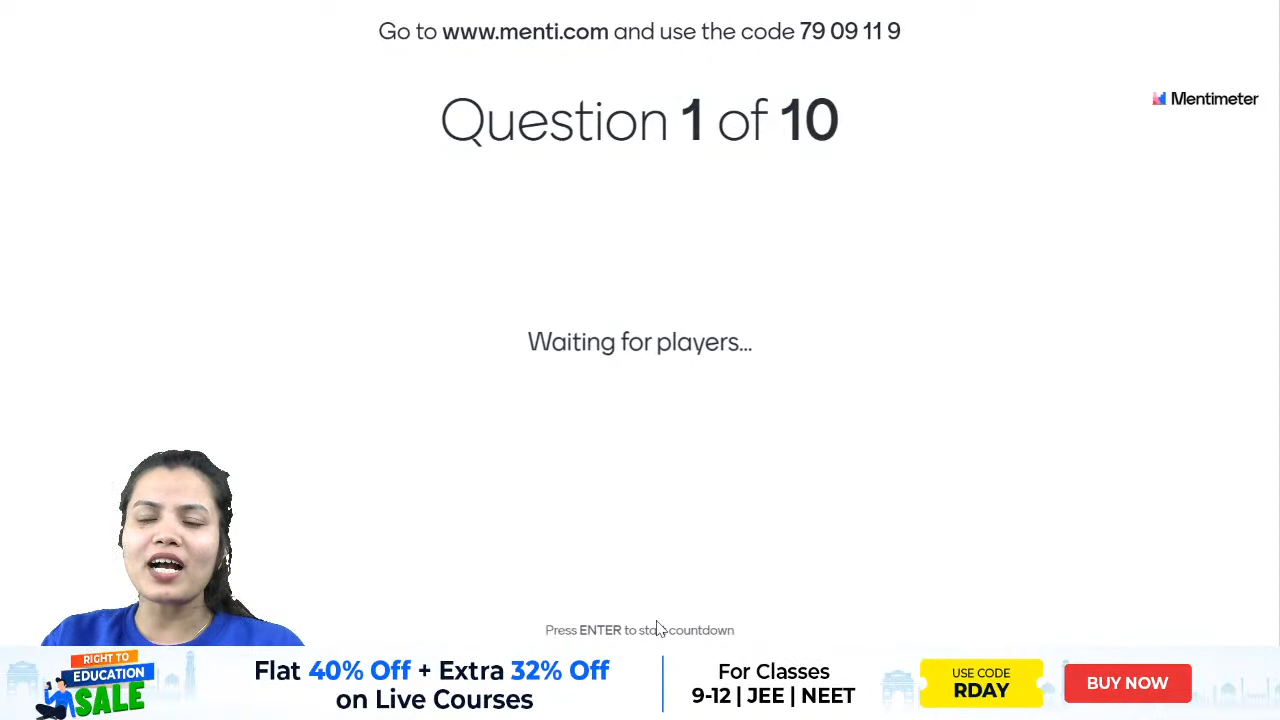 Go to www.menti.com and use the code 79 09 11 9
Mentimeter
Question 1 of 10
Waiting for players...
Press ENTER to countdown
RIGHT TO
EDUCATION
SALE
Flat 40% Off + Extra 32% Off
on Live Courses
For Classes
9-12 | JEE | NEET
USE CODE
RDAY
BUY NOW